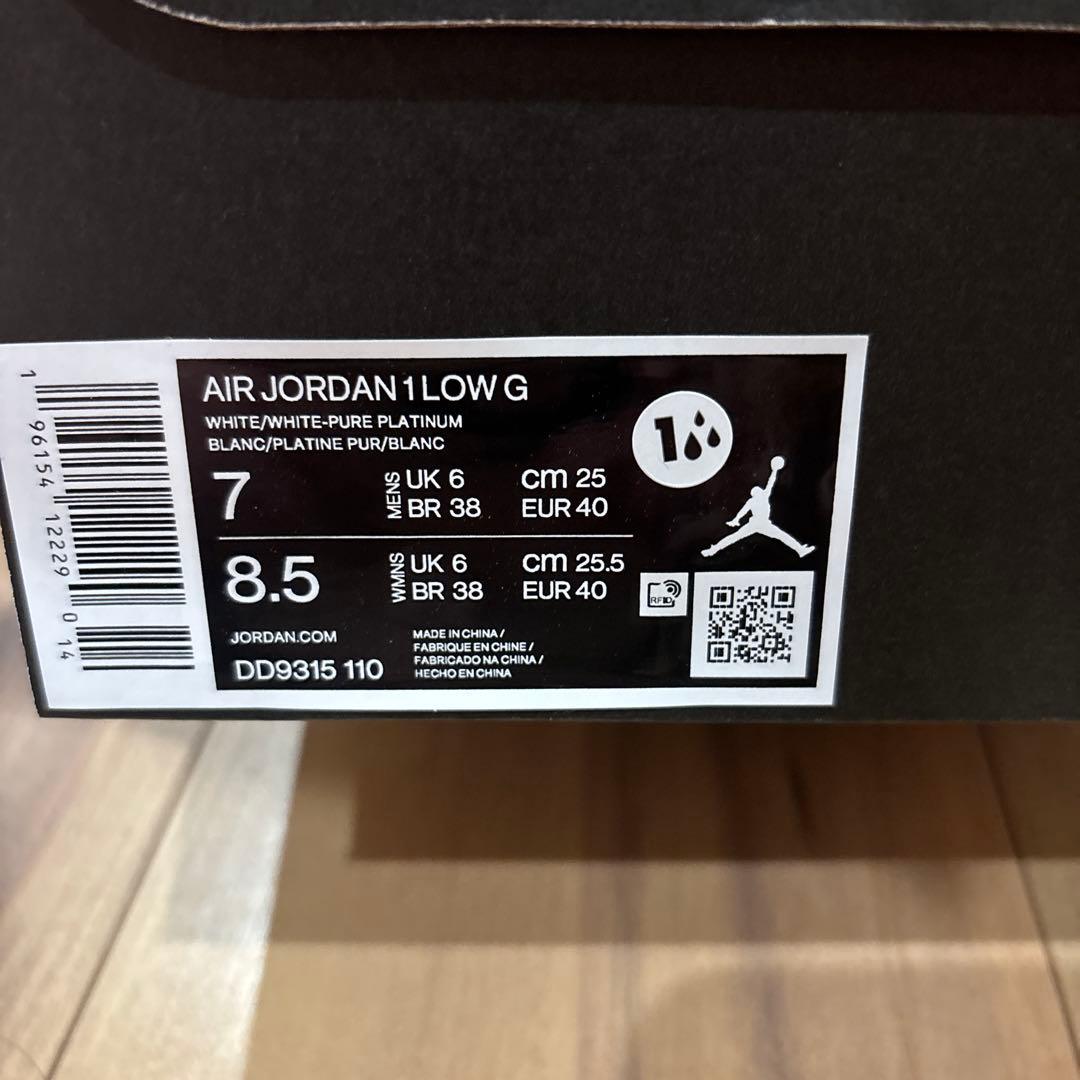 AIR JORDAN 1 LOW G
WHITE/WHITE-PURE PLATINUM
BLANC/PLATINE PUR/BLANC
7
MENS
UK 6 cm 25
BR 38 EUR 40
8.5
WMNS
UK 6 cm 25.5
BR 38 EUR 40
JORDAN.COM
DD9315 110
MADE IN CHINA /
FABRIQUE EN CHINE /
FABRICADO NA CHINA /
HECHO EN CHINA
1
RFID
1 96154 12229 0 14